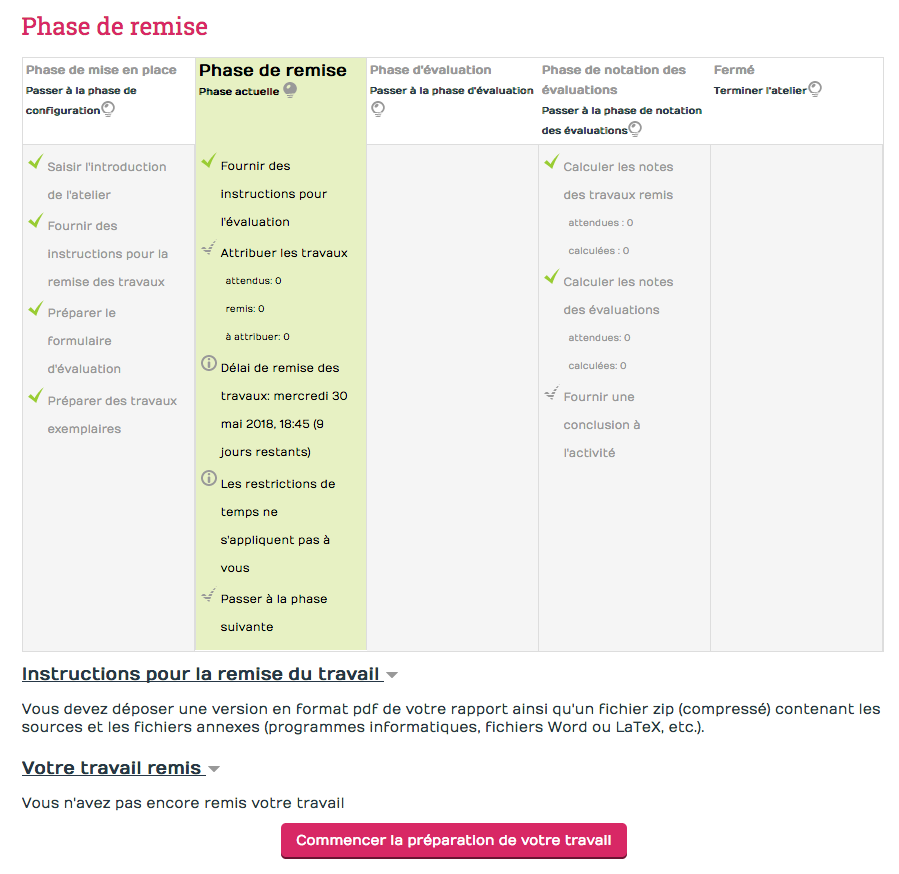 Phase de remise
Phase de mise en place
Passer à la phase de
configuration
Phase de remise
Phase actuelle
Phase d'évaluation
Passer à la phase d'évaluation
Phase de notation des
évaluations
Passer à la phase de notation
des évaluations
Fermé
Terminer l'atelier
Saisir l'introduction
de l'atelier
Fournir des
instructions pour la
remise des travaux
Préparer le
formulaire
d'évaluation
Préparer des travaux
exemplaires
Fournir des
instructions pour
l'évaluation
Attribuer les travaux
attendus: 0
remis: 0
à attribuer: 0
Délai de remise des
travaux: mercredi 30
mai 2018, 18:45 (9
jours restants)
Les restrictions de
temps ne
s'appliquent pas à
vous
Passer à la phase
suivante
Calculer les notes
des travaux remis
attendues : 0
calculées : 0
Calculer les notes
des évaluations
attendues: 0
calculées: 0
Fournir une
conclusion à
l'activité
Instructions pour la remise du travail
Vous devez déposer une version en format pdf de votre rapport ainsi qu'un fichier zip (compressé) contenant les
sources et les fichiers annexes (programmes informatiques, fichiers Word ou LaTeX, etc.).
Votre travail remis
Vous n'avez pas encore remis votre travail
Commencer la préparation de votre travail